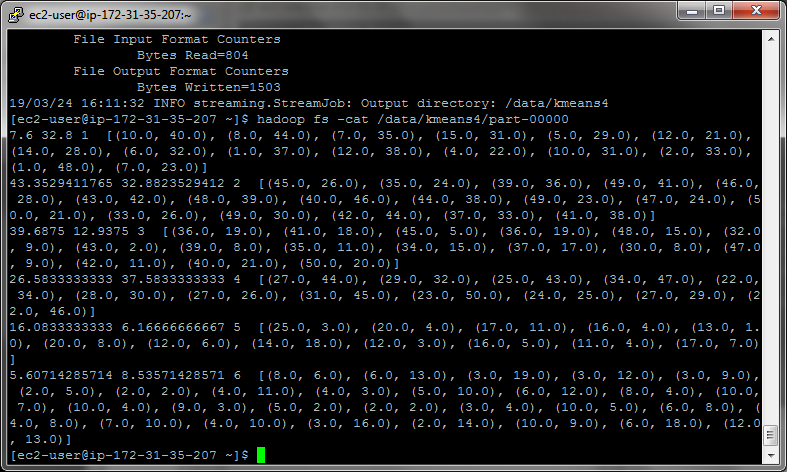 ec2-user@ip-172-31-35-207:~
        File Input Format Counters
                Bytes Read=804
        File Output Format Counters
                Bytes Written=1503
19/03/24 16:11:32 INFO streaming.StreamJob: Output directory: /data/kmeans4
[ec2-user@ip-172-31-35-207 ~]$ hadoop fs -cat /data/kmeans4/part-00000
7.6 32.8 1  [(10.0, 40.0), (8.0, 44.0), (7.0, 35.0), (15.0, 31.0), (5.0, 29.0), (12.0, 21.0),
(14.0, 28.0), (6.0, 32.0), (1.0, 37.0), (12.0, 38.0), (4.0, 22.0), (10.0, 31.0), (2.0, 33.0),
(1.0, 48.0), (7.0, 23.0)]
43.3529411765 32.8823529412 2  [(45.0, 26.0), (35.0, 24.0), (39.0, 36.0), (49.0, 41.0), (46.0,
 28.0), (43.0, 42.0), (48.0, 39.0), (40.0, 46.0), (44.0, 38.0), (49.0, 23.0), (47.0, 24.0), (5
0.0, 21.0), (33.0, 26.0), (49.0, 30.0), (42.0, 44.0), (37.0, 33.0), (41.0, 38.0)]
39.6875 12.9375 3  [(36.0, 19.0), (41.0, 18.0), (45.0, 5.0), (36.0, 19.0), (48.0, 15.0), (32.0
, 9.0), (43.0, 2.0), (39.0, 8.0), (35.0, 11.0), (34.0, 15.0), (37.0, 17.0), (30.0, 8.0), (47.0
, 9.0), (42.0, 11.0), (40.0, 21.0), (50.0, 20.0)]
26.5833333333 37.5833333333 4  [(27.0, 44.0), (29.0, 32.0), (25.0, 43.0), (34.0, 47.0), (22.0,
 34.0), (28.0, 30.0), (27.0, 26.0), (31.0, 45.0), (23.0, 50.0), (24.0, 25.0), (27.0, 29.0), (2
2.0, 46.0)]
16.0833333333 6.16666666667 5  [(25.0, 3.0), (20.0, 4.0), (17.0, 11.0), (16.0, 4.0), (13.0, 1.
0), (20.0, 8.0), (12.0, 6.0), (14.0, 18.0), (12.0, 3.0), (16.0, 5.0), (11.0, 4.0), (17.0, 7.0)
]
5.60714285714 8.53571428571 6  [(8.0, 6.0), (6.0, 13.0), (3.0, 19.0), (3.0, 12.0), (3.0, 9.0),
 (2.0, 5.0), (2.0, 2.0), (4.0, 11.0), (4.0, 3.0), (5.0, 10.0), (6.0, 12.0), (8.0, 4.0), (10.0,
 7.0), (10.0, 4.0), (9.0, 3.0), (5.0, 2.0), (2.0, 2.0), (3.0, 4.0), (10.0, 5.0), (6.0, 8.0), (
4.0, 8.0), (7.0, 10.0), (4.0, 10.0), (3.0, 16.0), (2.0, 14.0), (10.0, 9.0), (6.0, 18.0), (12.0
, 13.0)]
[ec2-user@ip-172-31-35-207 ~]$